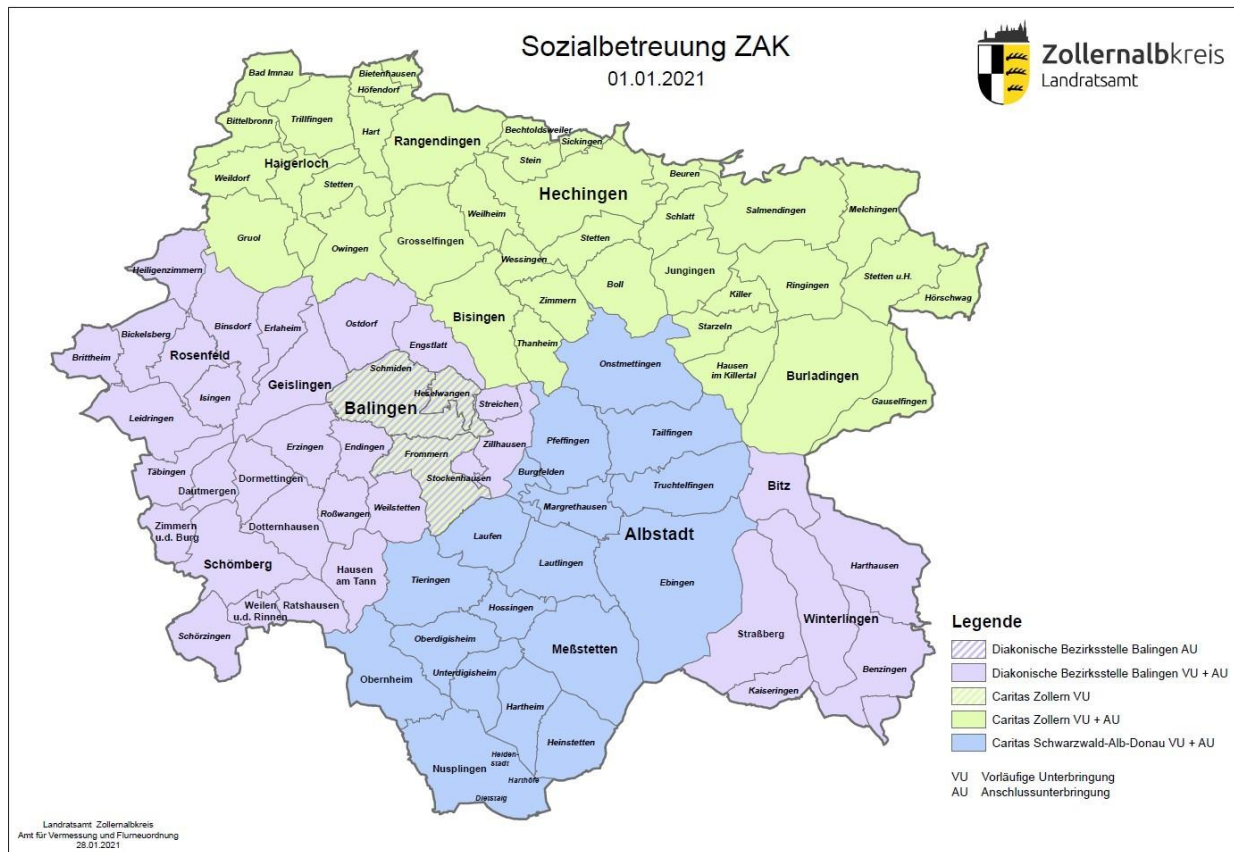 Sozialbetreuung ZAK
01.01.2021
Zollernalbkreis
Landratsamt
Bad Imnau
Bietenhausen
Höfendorf
Bittelbronn
Trillfingen
Hart
Rangendingen
Bechtoldsweiler
Sickingen
Stein
Haigerloch
Weildorf
Stetten
Hechingen
Beuren
Schlatt
Salmendingen
Melchingen
Weilheim
Gruol
Owingen
Grosselfingen
Stetten
Wessingen
Boll
Jungingen
Killer
Ringingen
Stetten u.H.
Hörschwag
Heiligenzimmern
Zimmern
Bisingen
Thanheim
Starzeln
Hausen
im Killertal
Burladingen
Gauselfingen
Ostdorf
Engstlatt
Bickelsberg
Binsdorf
Erlaheim
Brittheim
Rosenfeld
Geislingen
Schmiden
Onstmettingen
Isingen
Heselwangen
Balingen
Streichen
Leidringen
Erzingen
Endingen
Frommern
Zillhausen
Pfeffingen
Tailfingen
Täbingen
Dormettingen
Dautmergen
Stockenhausen
Burgfelden
Truchtelfingen
Bitz
Roßwangen
Weilstetten
Margrethausen
Zimmern
u.d. Burg
Dotternhausen
Laufen
Albstadt
Schömberg
Hausen
am Tann
Lautlingen
Harthausen
Tieringen
Ebingen
Weilen
u.d. Rinnen
Ratshausen
Hossingen
Winterlingen
Schörzingen
Oberdigisheim
Meßstetten
Straßberg
Obernheim
Unterdigisheim
Benzingen
Kaiseringen
Hartheim
Heinstetten
Nusplingen
Heiden-
stadt
Harthöfe
Dietstaig
Legende
Diakonische Bezirksstelle Balingen AU
Diakonische Bezirksstelle Balingen VU + AU
Caritas Zollern VU
Caritas Zollern VU + AU
Caritas Schwarzwald-Alb-Donau VU + AU
VU Vorläufige Unterbringung
AU Anschlussunterbringung
Landratsamt Zollernalbkreis
Amt für Vermessung und Flurneuordnung
28.01.2021